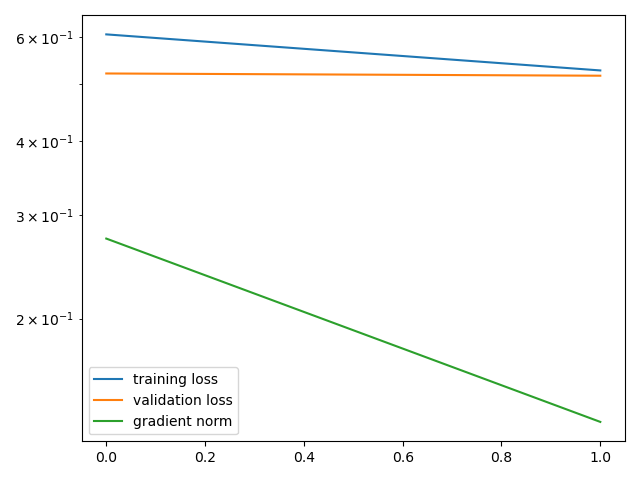 6 × 10⁻¹
4 × 10⁻¹
3 × 10⁻¹
2 × 10⁻¹
training loss
validation loss
gradient norm
0.0 0.2 0.4 0.6 0.8 1.0